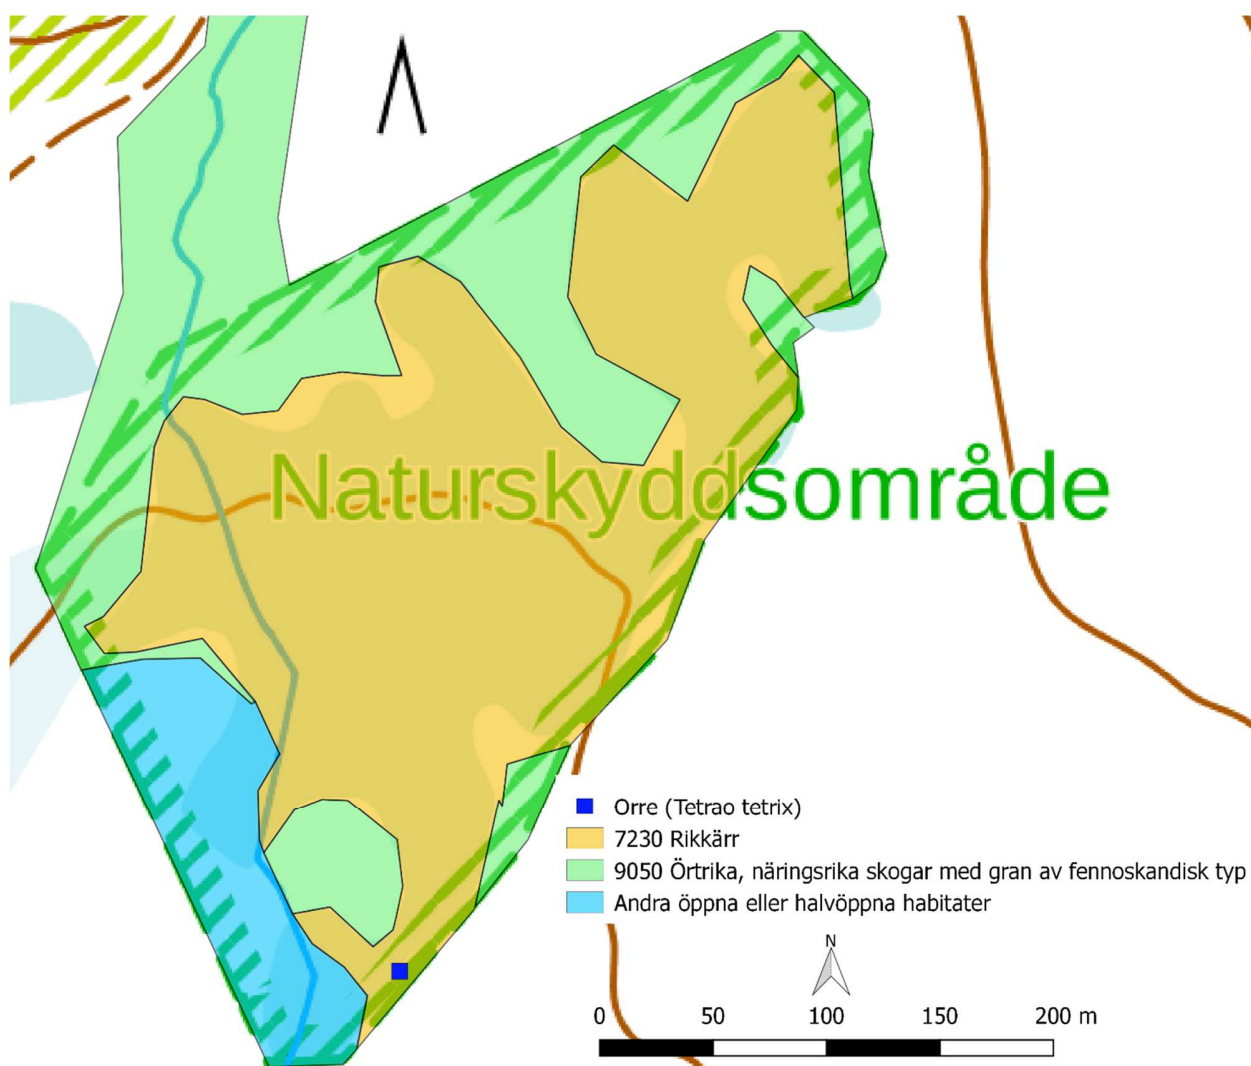 Naturskyddsområde
Orre (Tetrao tetrix)
7230 Rikkärr
9050 Örtrika, näringsrika skogar med gran av fennoskandisk typ
Andra öppna eller halvöppna habitater
N
0 50 100 150 200 m